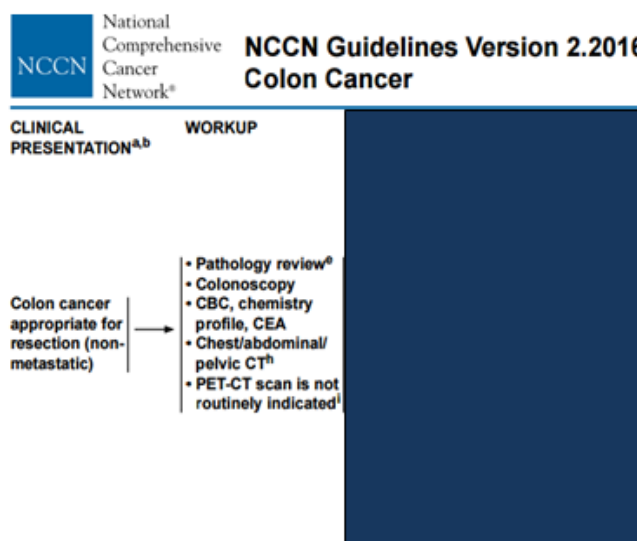 NCCN
National
Comprehensive
Cancer
Network®
NCCN Guidelines Version 2.2016
Colon Cancer
CLINICAL
PRESENTATIONa,b
WORKUP
Colon cancer
appropriate for
resection (non-
metastatic)
• Pathology reviewe
• Colonoscopy
• CBC, chemistry
profile, CEA
• Chest/abdominal/
pelvic CTh
• PET-CT scan is not
routinely indicatedi